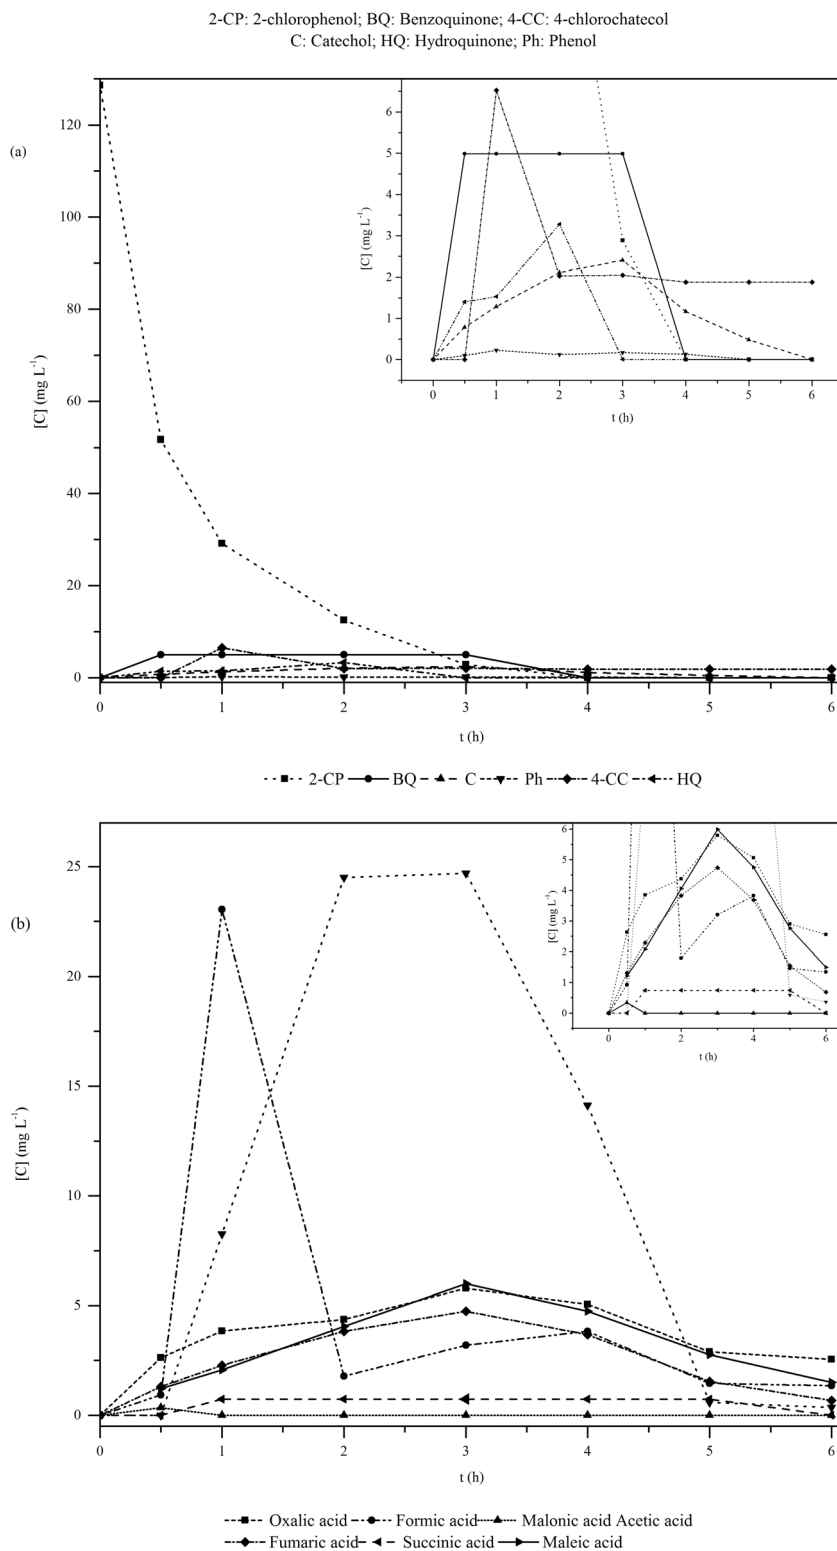 2-CP: 2-chlorophenol; BQ: Benzoquinone; 4-CC: 4-chlorochatecol
C: Catechol; HQ: Hydroquinone; Ph: Phenol
(a)
[C] (mg L-1)
120
100
80
60
40
20
0
0 1 2 3 4 5 6
t (h)
[C] (mg L-1)
6
5
4
3
2
1
0
0 1 2 3 4 5 6
t (h)
2-CP BQ C Ph 4-CC HQ
(b)
[C] (mg L-1)
25
20
15
10
5
0
0 1 2 3 4 5 6
t (h)
[C] (mg L-1)
6
5
4
3
2
1
0
0 2 4 6
t (h)
Oxalic acid Formic acid Malonic acid Acetic acid
Fumaric acid Succinic acid Maleic acid